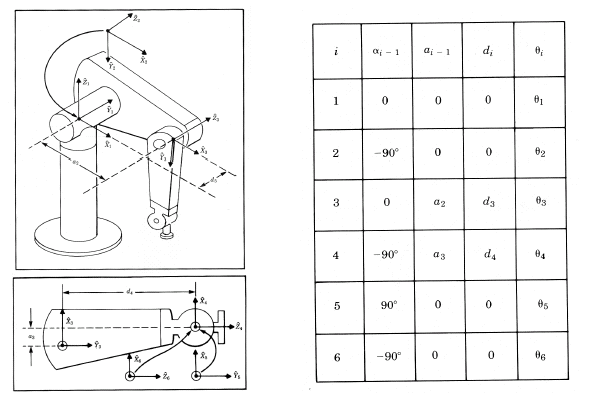 Ẑ₂
X̂₂
Ŷ₂
Ẑ₁
Ŷ₁
X̂₁
Ẑ₃
X̂₃
Ŷ₃
a₂
d₃
d₄
X̂₄
X̂₃
Ẑ₄
a₃
Ŷ₃
X̂₆
X̂₅
Ẑ₆
Ŷ₅
i αᵢ₋₁ aᵢ₋₁ dᵢ θᵢ
1 0 0 0 θ₁
2 −90° 0 0 θ₂
3 0 a₂ d₃ θ₃
4 −90° a₃ d₄ θ₄
5 90° 0 0 θ₅
6 −90° 0 0 θ₆